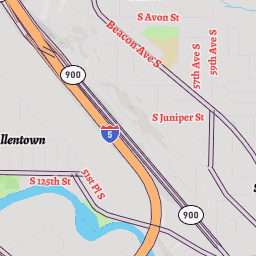 S Avon St
Beacon Ave S
59th Ave S
57th Ave S
900
S Juniper St
5
llentown
51st Pl S
S 125th St
900
S